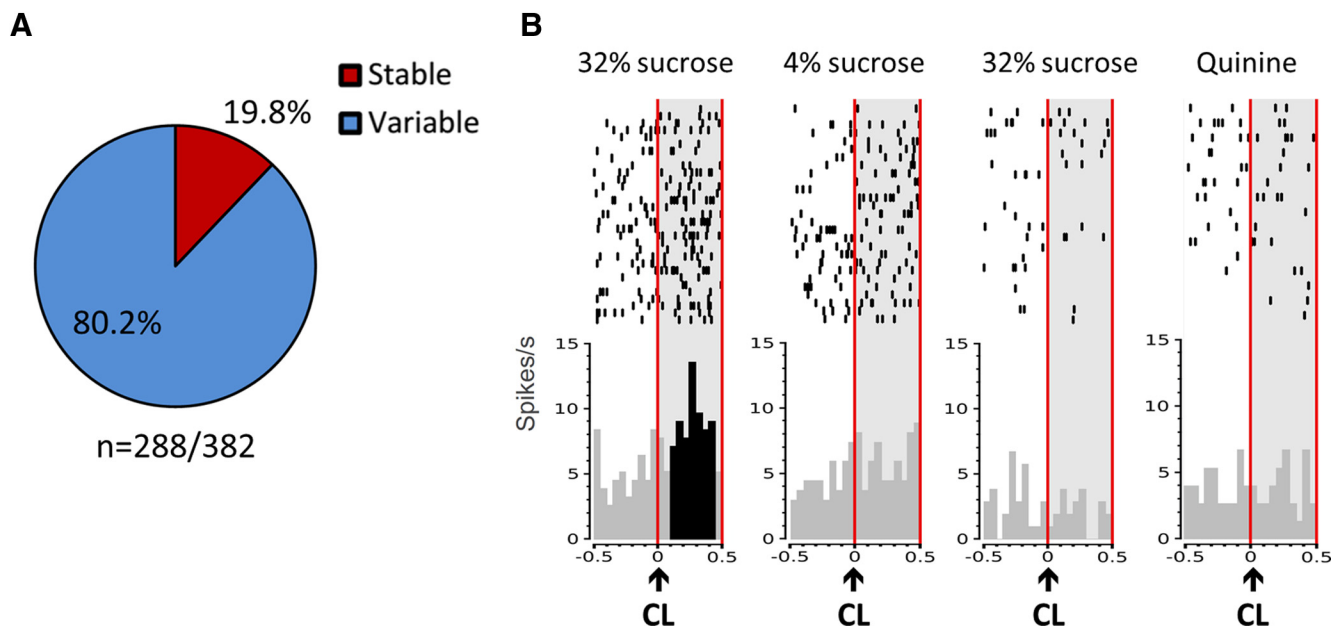 A
B
Stable
Variable
19.8%
80.2%
n=288/382
32% sucrose 4% sucrose 32% sucrose Quinine
Spikes/s
15 15 15 15
10 10 10 10
5 5 5 5
0 0 0 0
-0.5 0 0.5 -0.5 0 0.5 -0.5 0 0.5 -0.5 0 0.5
CL CL CL CL